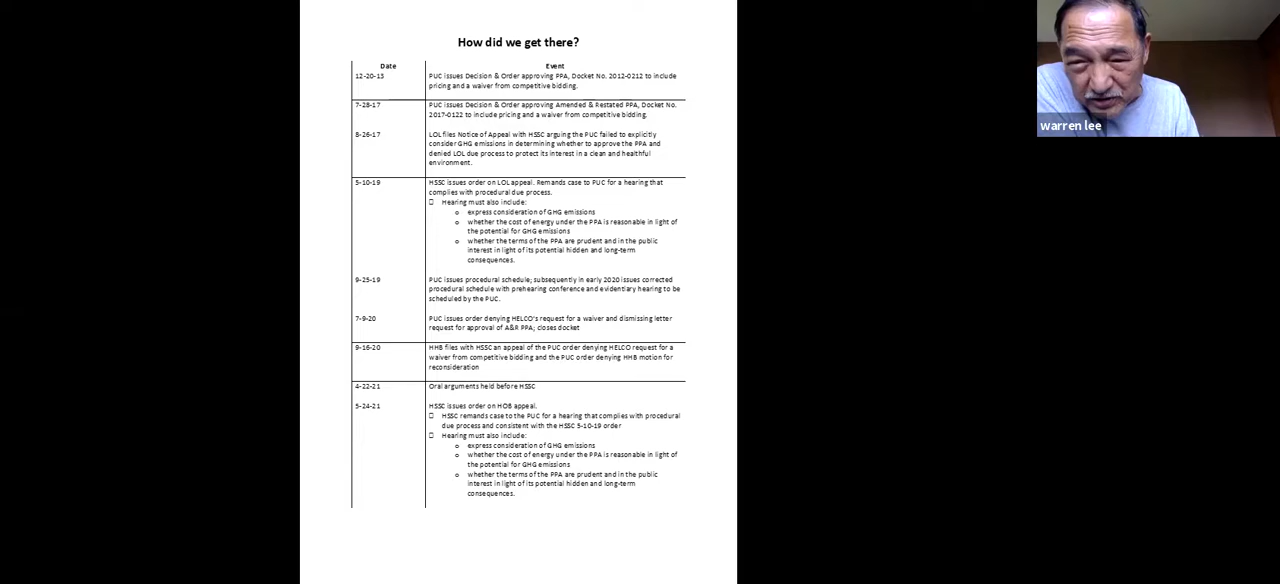 How did we get there?
Date Event
12-20-13 PUC issues Decision & Order approving PPA, Docket No. 2012-0212 to include
pricing and a waiver from competitive bidding.
7-28-17 PUC issues Decision & Order approving Amended & Restated PPA, Docket No.
2017-0122 to include pricing and a waiver from competitive bidding.
8-26-17 LOL files Notice of Appeal with HSSC arguing the PUC failed to explicitly
consider GHG emissions in determining whether to approve the PPA and
denied LOL due process to protect its interest in a clean and healthful
environment.
5-10-19 HSSC issues order on LOL appeal. Remands case to PUC for a hearing that
complies with procedural due process.
Hearing must also include:
o express consideration of GHG emissions
o whether the cost of energy under the PPA is reasonable in light of
the potential for GHG emissions
o whether the terms of the PPA are prudent and in the public
interest in light of its potential hidden and long-term
consequences.
9-25-19 PUC issues procedural schedule; subsequently in early 2020 issues corrected
procedural schedule with prehearing conference and evidentiary hearing to be
scheduled by the PUC.
7-9-20 PUC issues order denying HELCO's request for a waiver and dismissing letter
request for approval of A&R PPA; closes docket
9-16-20 HHB files with HSSC an appeal of the PUC order denying HELCO request for a
waiver from competitive bidding and the PUC order denying HHB motion for
reconsideration
4-22-21 Oral arguments held before HSSC
5-24-21 HSSC issues order on HOB appeal.
HSSC remands case to the PUC for a hearing that complies with procedural
due process and consistent with the HSSC 5-10-19 order
Hearing must also include:
o express consideration of GHG emissions
o whether the cost of energy under the PPA is reasonable in light of
the potential for GHG emissions
o whether the terms of the PPA are prudent and in the public
interest in light of its potential hidden and long-term
consequences.
warren lee